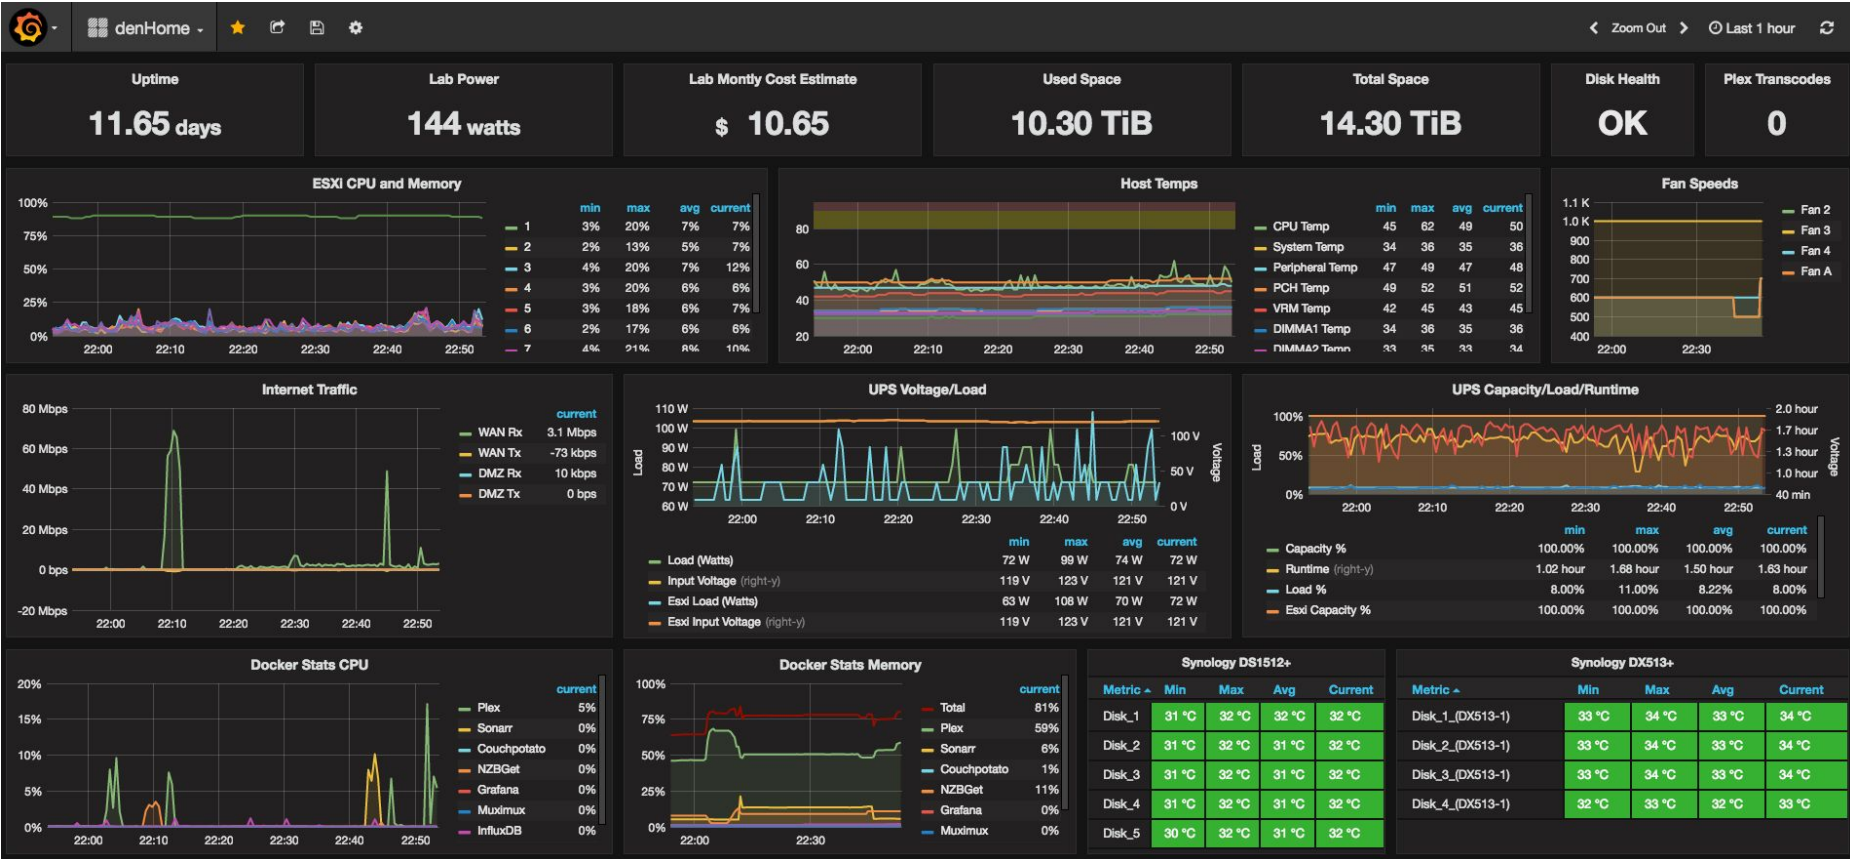 denHome
Zoom Out Last 1 hour
Uptime
11.65 days
Lab Power
144 watts
Lab Montly Cost Estimate
$ 10.65
Used Space
10.30 TiB
Total Space
14.30 TiB
Disk Health
OK
Plex Transcodes
0
ESXI CPU and Memory
100%
75%
50%
25%
0%
22:00 22:10 22:20 22:30 22:40 22:50
min max avg current
1 3% 20% 7% 7%
2 2% 13% 5% 7%
3 4% 20% 7% 12%
4 3% 20% 6% 6%
5 3% 18% 6% 7%
6 2% 17% 6% 6%
7 4% 21% 8% 10%
Host Temps
80
60
40
20
22:00 22:10 22:20 22:30 22:40 22:50
min max avg current
CPU Temp 45 62 49 50
System Temp 34 36 35 36
Peripheral Temp 47 49 47 48
PCH Temp 49 52 51 52
VRM Temp 42 45 43 45
DIMMA1 Temp 34 36 35 36
DIMMA2 Temp 33 35 33 34
Fan Speeds
1.1 K
1.0 K
900
800
700
600
500
400
22:00 22:30
Fan 2
Fan 3
Fan 4
Fan A
Internet Traffic
80 Mbps
60 Mbps
40 Mbps
20 Mbps
0 bps
-20 Mbps
22:00 22:10 22:20 22:30 22:40 22:50
current
WAN Rx 3.1 Mbps
WAN Tx -73 kbps
DMZ Rx 10 kbps
DMZ Tx 0 bps
UPS Voltage/Load
Load
110 W
100 W
90 W
80 W
70 W
60 W
100 V
50 V
0 V
Voltage
22:00 22:10 22:20 22:30 22:40 22:50
min max avg current
Load (Watts) 72 W 99 W 74 W 72 W
Input Voltage (right-y) 119 V 123 V 121 V 121 V
Esxi Load (Watts) 63 W 108 W 70 W 72 W
Esxi Input Voltage (right-y) 119 V 123 V 121 V 121 V
UPS Capacity/Load/Runtime
Load
100%
50%
0%
2.0 hour
1.7 hour
1.3 hour
1.0 hour
40 min
Voltage
22:00 22:10 22:20 22:30 22:40 22:50
min max avg current
Capacity % 100.00% 100.00% 100.00% 100.00%
Runtime (right-y) 1.02 hour 1.68 hour 1.50 hour 1.63 hour
Load % 8.00% 11.00% 8.22% 8.00%
Esxi Capacity % 100.00% 100.00% 100.00% 100.00%
Docker Stats CPU
20%
15%
10%
5%
0%
22:00 22:10 22:20 22:30 22:40 22:50
current
Plex 5%
Sonarr 0%
Couchpotato 0%
NZBGet 0%
Grafana 0%
Muximux 0%
InfluxDB 0%
Docker Stats Memory
100%
75%
50%
25%
0%
22:00 22:30
current
Total 81%
Plex 59%
Sonarr 6%
Couchpotato 1%
NZBGet 11%
Grafana 0%
Muximux 0%
Synology DS1512+
Metric Min Max Avg Current
Disk_1 31 °C 32 °C 32 °C 32 °C
Disk_2 31 °C 32 °C 31 °C 32 °C
Disk_3 31 °C 32 °C 31 °C 32 °C
Disk_4 31 °C 32 °C 31 °C 32 °C
Disk_5 30 °C 32 °C 31 °C 32 °C
Synology DX513+
Metric Min Max Avg Current
Disk_1_(DX513-1) 33 °C 34 °C 33 °C 34 °C
Disk_2_(DX513-1) 33 °C 34 °C 33 °C 34 °C
Disk_3_(DX513-1) 33 °C 34 °C 33 °C 34 °C
Disk_4_(DX513-1) 32 °C 33 °C 32 °C 33 °C